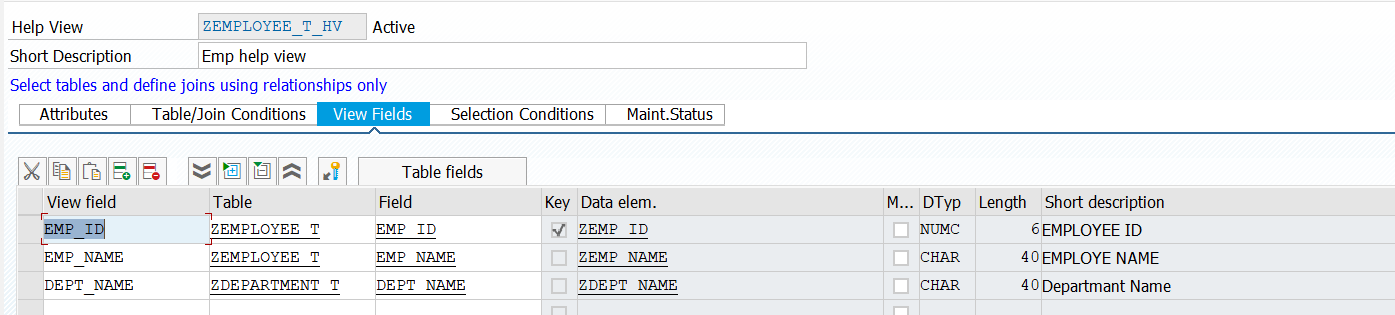 Help View ZEMPLOYEE_T_HV Active
Short Description Emp help view
Select tables and define joins using relationships only
Attributes Table/Join Conditions View Fields Selection Conditions Maint.Status
Table fields
View field Table Field Key Data elem. M... DTyp Length Short description
EMP_ID ZEMPLOYEE_T EMP_ID ZEMP_ID NUMC 6 EMPLOYEE ID
EMP_NAME ZEMPLOYEE_T EMP_NAME ZEMP_NAME CHAR 40 EMPLOYE NAME
DEPT_NAME ZDEPARTMENT_T DEPT_NAME ZDEPT_NAME CHAR 40 Departmant Name